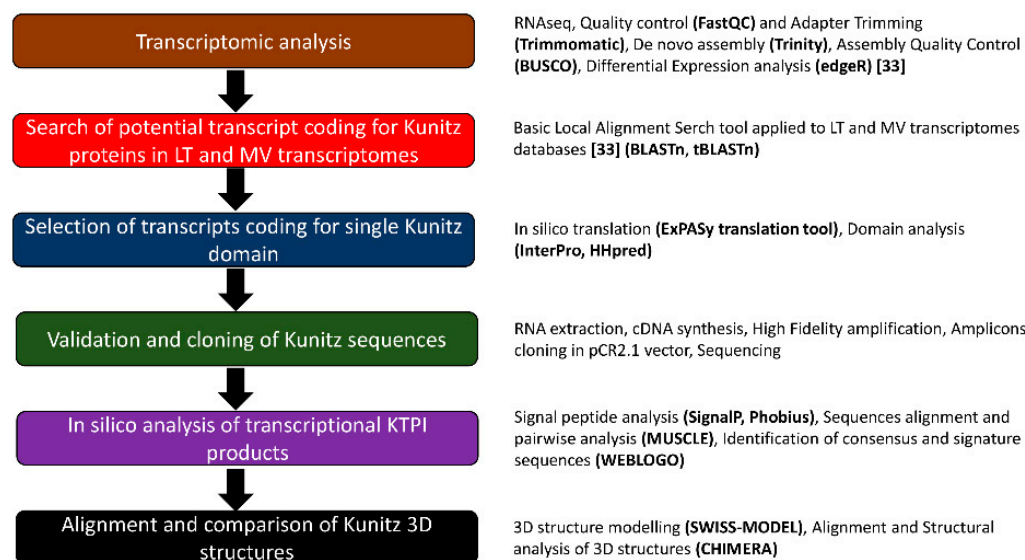 Transcriptomic analysis
RNAseq, Quality control (FastQC) and Adapter Trimming
(Trimmomatic), De novo assembly (Trinity), Assembly Quality Control
(BUSCO), Differential Expression analysis (edgeR) [33]
Search of potential transcript coding for Kunitz
proteins in LT and MV transcriptomes
Basic Local Alignment Serch tool applied to LT and MV transcriptomes
databases [33] (BLASTn, tBLASTn)
Selection of transcripts coding for single Kunitz
domain
In silico translation (ExPASy translation tool), Domain analysis
(InterPro, HHpred)
Validation and cloning of Kunitz sequences
RNA extraction, cDNA synthesis, High Fidelity amplification, Amplicons
cloning in pCR2.1 vector, Sequencing
In silico analysis of transcriptional KTPI
products
Signal peptide analysis (SignalP, Phobius), Sequences alignment and
pairwise analysis (MUSCLE), Identification of consensus and signature
sequences (WEBLOGO)
Alignment and comparison of Kunitz 3D
structures
3D structure modelling (SWISS-MODEL), Alignment and Structural
analysis of 3D structures (CHIMERA)